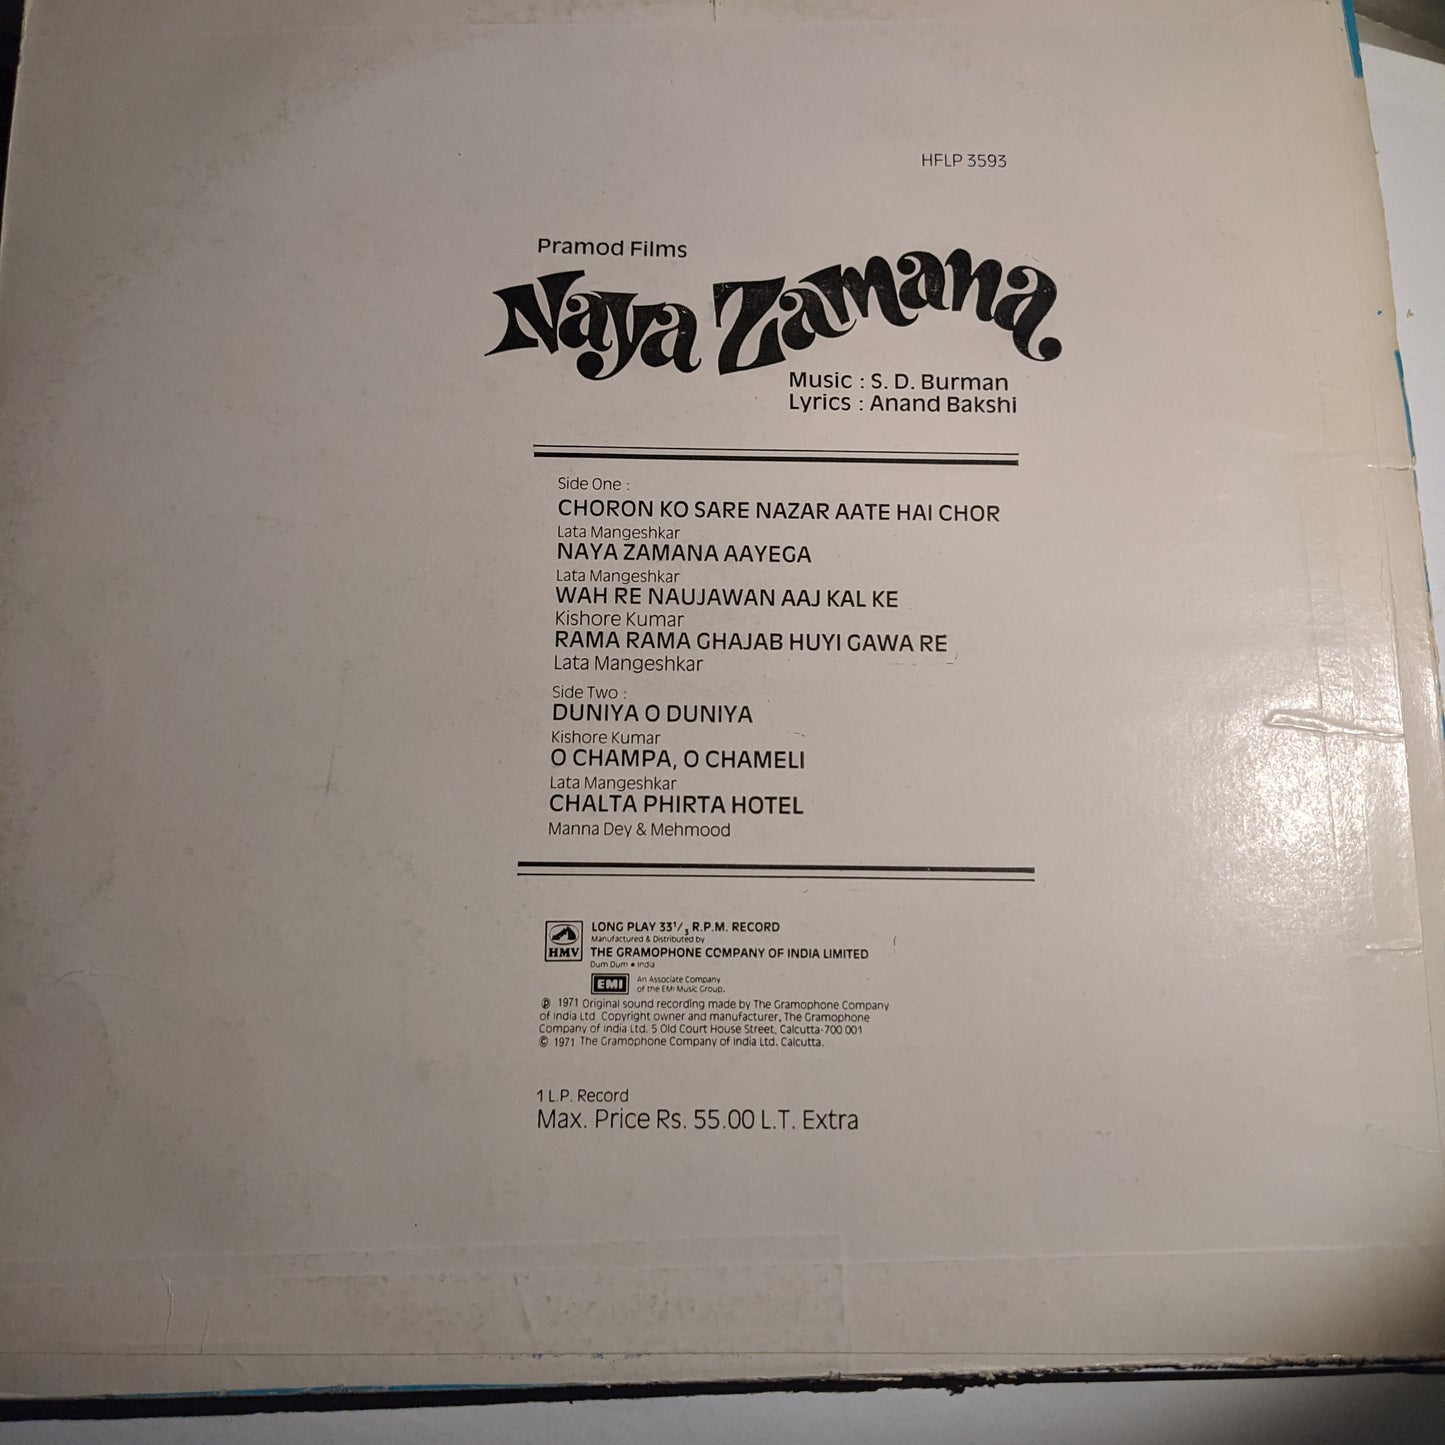 HFLP 3593
Pramod Films
Naya Zamana
Music : S. D. Burman
Lyrics : Anand Bakshi
Side One :
CHORON KO SARE NAZAR AATE HAI CHOR
Lata Mangeshkar
NAYA ZAMANA AAYEGA
Lata Mangeshkar
WAH RE NAUJAWAN AAJ KAL KE
Kishore Kumar
RAMA RAMA GHAJAB HUYI GAWA RE
Lata Mangeshkar
Side Two :
DUNIYA O DUNIYA
Kishore Kumar
O CHAMPA, O CHAMELI
Lata Mangeshkar
CHALTA PHIRTA HOTEL
Manna Dey & Mehmood
LONG PLAY 33 1/3 R.P.M. RECORD
Manufactured & Distributed by
HMV THE GRAMOPHONE COMPANY OF INDIA LIMITED
Dum Dum • India
EMI An Associate Company
of the EMI Music Group.
℗ 1971 Original sound recording made by The Gramophone Company
of India Ltd. Copyright owner and manufacturer, The Gramophone
Company of India Ltd. 5 Old Court House Street, Calcutta-700 001
© 1971 The Gramophone Company of India Ltd. Calcutta.
1 L.P. Record
Max. Price Rs. 55.00 L.T. Extra